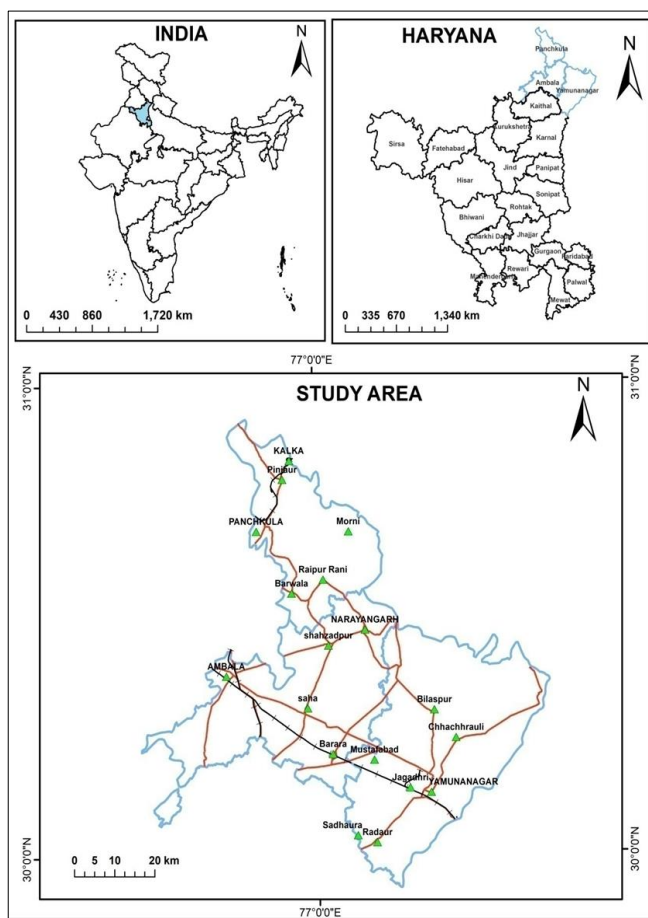 INDIA
N
0 430 860 1,720 km
HARYANA
N
Panchkula
Ambala
Yamunanagar
Kaithal
Kurukshetra
Karnal
Sirsa
Fatehabad
Jind
Panipat
Hisar
Sonipat
Rohtak
Bhiwani
Jhajjar
Charkhi Dadri
Gurgaon
Faridabad
Rewari
Mahendergarh
Palwal
Mewat
0 335 670 1,340 km
77°0'0"E
31°0'0"N
31°0'0"N
STUDY AREA
N
KALKA
Pinjaur
PANCHKULA
Morni
Raipur Rani
Barwala
NARAYANGARH
shahzadpur
AMBALA
saha
Bilaspur
Chhachhrauli
Barara
Mustafabad
Jagadhri
YAMUNANAGAR
Sadhaura
Radaur
0 5 10 20 km
30°0'0"N
30°0'0"N
77°0'0"E